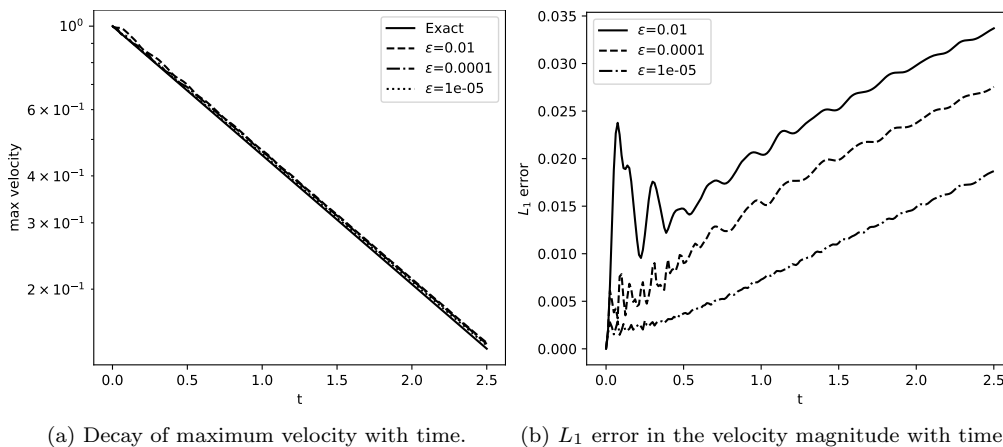 10⁰
6 × 10⁻¹
4 × 10⁻¹
3 × 10⁻¹
2 × 10⁻¹
max velocity
0.0 0.5 1.0 1.5 2.0 2.5
t
Exact
ε=0.01
ε=0.0001
ε=1e-05
(a) Decay of maximum velocity with time.
0.035
0.030
0.025
0.020
0.015
0.010
0.005
0.000
L₁ error
0.0 0.5 1.0 1.5 2.0 2.5
t
ε=0.01
ε=0.0001
ε=1e-05
(b) L₁ error in the velocity magnitude with time